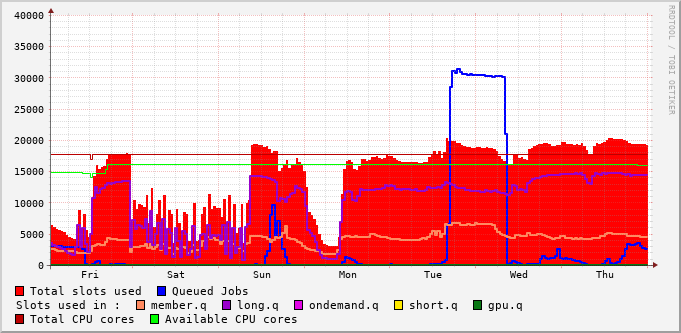 40000
35000
30000
25000
20000
15000
10000
5000
0
Fri Sat Sun Mon Tue Wed Thu
RRDTOOL / TOBI OETIKER
Total slots used Queued Jobs
Slots used in : member.q long.q ondemand.q short.q gpu.q
Total CPU cores Available CPU cores